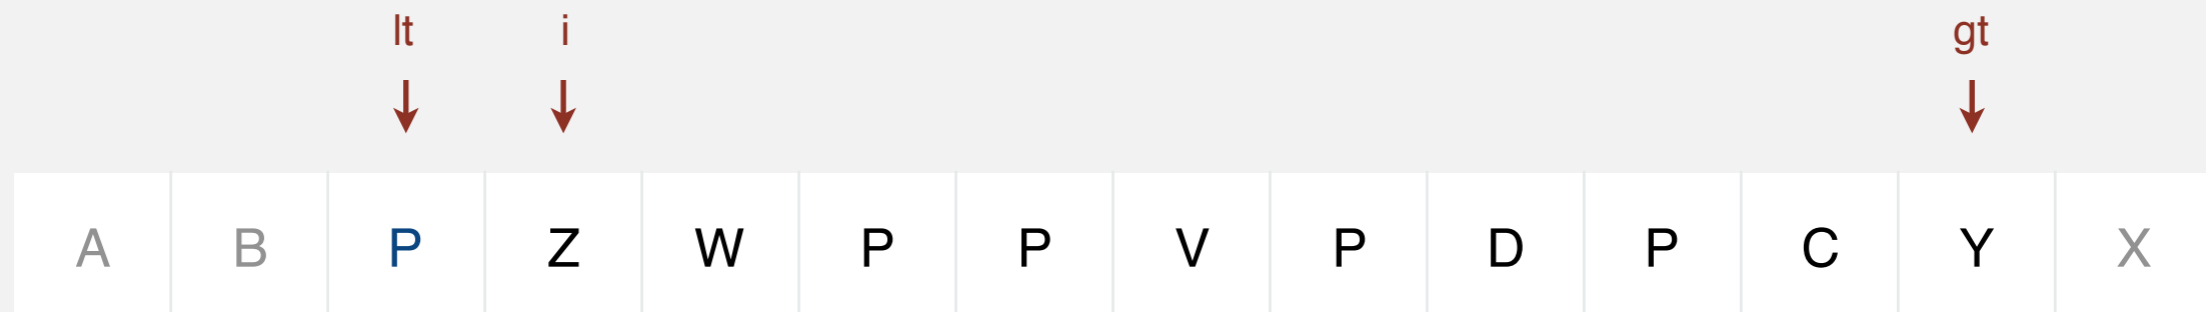 lt i gt
A B P Z W P P V P D P C Y X